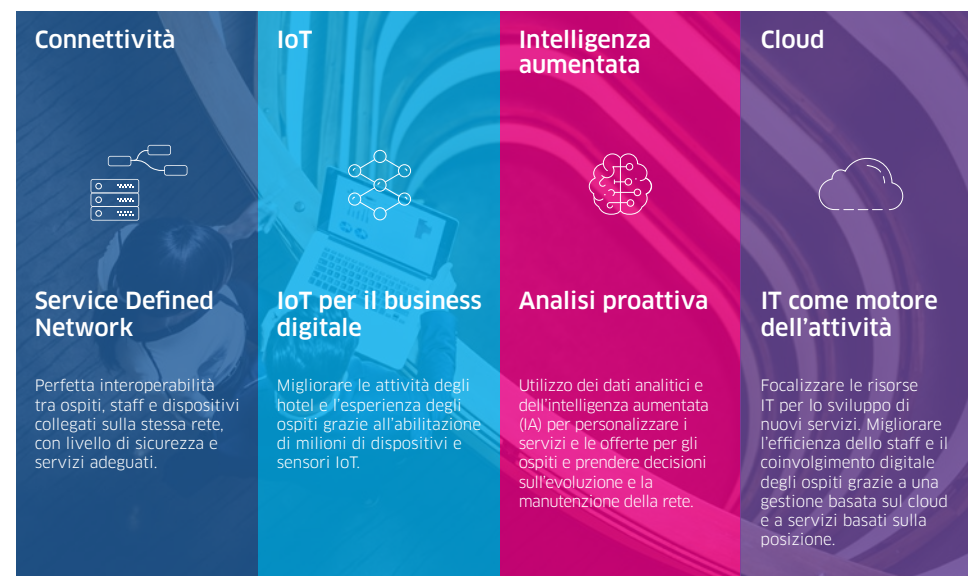 Connettività
Service Defined
Network
Perfetta interoperabilità
tra ospiti, staff e dispositivi
collegati sulla stessa rete,
con livello di sicurezza e
servizi adeguati.
IoT
IoT per il business
digitale
Migliorare le attività degli
hotel e l'esperienza degli
ospiti grazie all'abilitazione
di milioni di dispositivi e
sensori IoT.
Intelligenza
aumentata
Analisi proattiva
Utilizzo dei dati analitici e
dell'intelligenza aumentata
(IA) per personalizzare i
servizi e le offerte per gli
ospiti e prendere decisioni
sull'evoluzione e la
manutenzione della rete.
Cloud
IT come motore
dell'attività
Focalizzare le risorse
IT per lo sviluppo di
nuovi servizi. Migliorare
l'efficienza dello staff e il
coinvolgimento digitale
degli ospiti grazie a una
gestione basata sul cloud
e a servizi basati sulla
posizione.